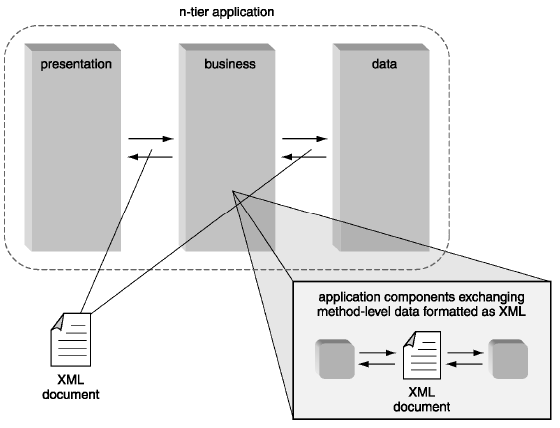 n-tier application
presentation
business
data
application components exchanging
method-level data formatted as XML
XML
document
XML
document